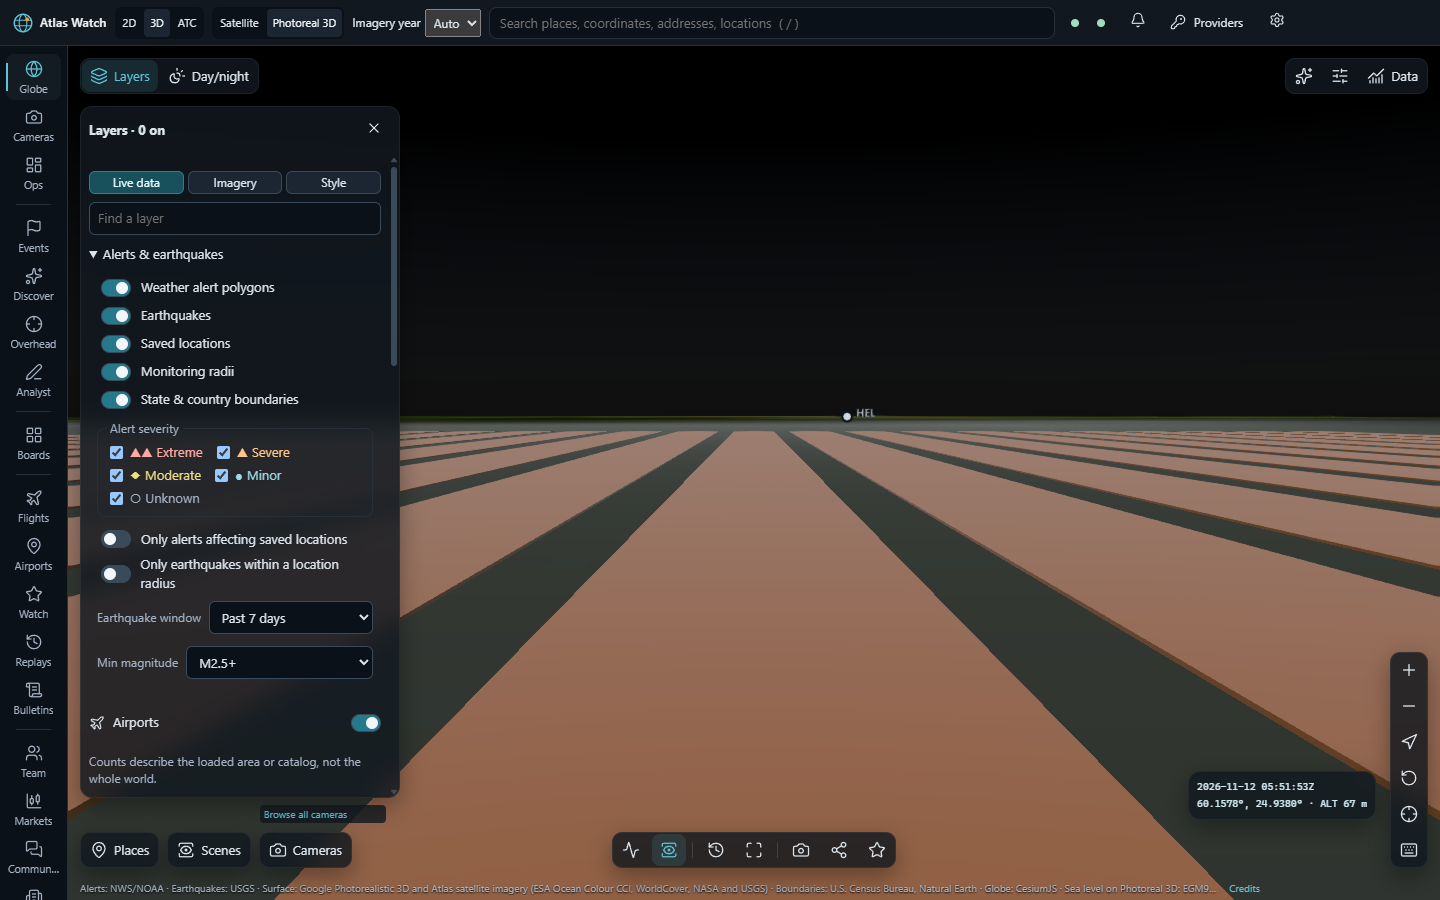 Atlas Watch
2D 3D ATC
Satellite Photoreal 3D
Imagery year Auto
Search places, coordinates, addresses, locations ( / )
Providers
Globe
Cameras
Ops
Events
Discover
Overhead
Analyst
Boards
Flights
Airports
Watch
Replays
Bulletins
Team
Markets
Commun...
Layers
Day/night
Data
Layers · 0 on
Live data
Imagery
Style
Find a layer
Alerts & earthquakes
Weather alert polygons
Earthquakes
Saved locations
Monitoring radii
State & country boundaries
Alert severity
Extreme
Severe
Moderate
Minor
Unknown
Only alerts affecting saved locations
Only earthquakes within a location
radius
Earthquake window Past 7 days
Min magnitude M2.5+
Airports
Counts describe the loaded area or catalog, not the
whole world.
Browse all cameras
Places
Scenes
Cameras
HEL
2026-11-12 05:51:53Z
60.1578°, 24.9380° · ALT 67 m
Alerts: NWS/NOAA · Earthquakes: USGS · Surface: Google Photorealistic 3D and Atlas satellite imagery (ESA Ocean Colour CCI, WorldCover, NASA and USGS) · Boundaries: U.S. Census Bureau, Natural Earth · Globe: CesiumJS · Sea level on Photoreal 3D: EGM9...
Credits